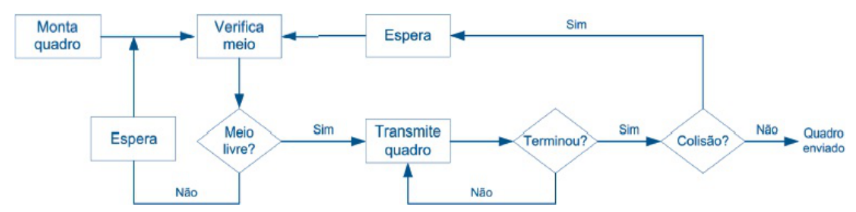 Monta
quadro
Verifica
meio
Espera
Sim
Espera
Meio
livre?
Sim
Transmite
quadro
Terminou?
Sim
Colisão?
Não
Quadro
enviado
Não
Não